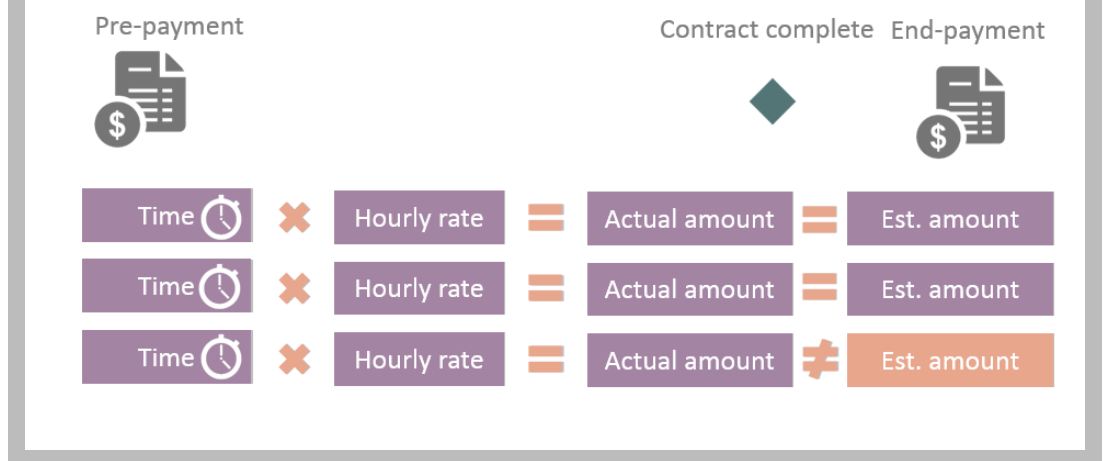 Pre-payment Contract complete End-payment
$ $
Time × Hourly rate = Actual amount = Est. amount
Time × Hourly rate = Actual amount = Est. amount
Time × Hourly rate = Actual amount ≠ Est. amount